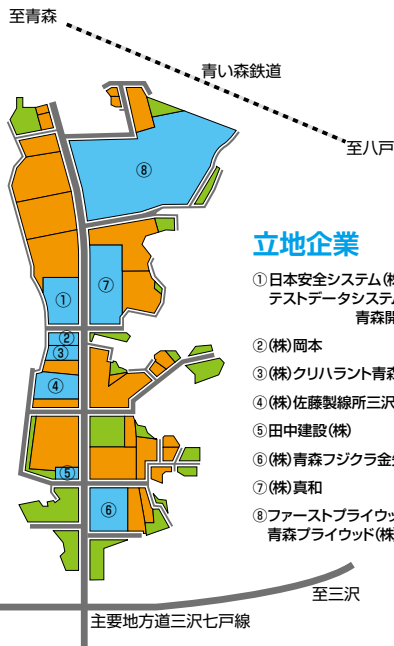 至青森
青い森鉄道
至八戸
⑧
立地企業
①日本安全システム(株
テストデータシステム
青森開
②(株)岡本
③(株)クリハラント青森
④(株)佐藤製線所三沢
⑤田中建設(株)
⑥(株)青森フジクラ金
⑦(株)真和
⑧ファーストプライウッ
青森プライウッド(株)
①
⑦
②
③
④
⑤
⑥
至三沢
主要地方道三沢七戸線